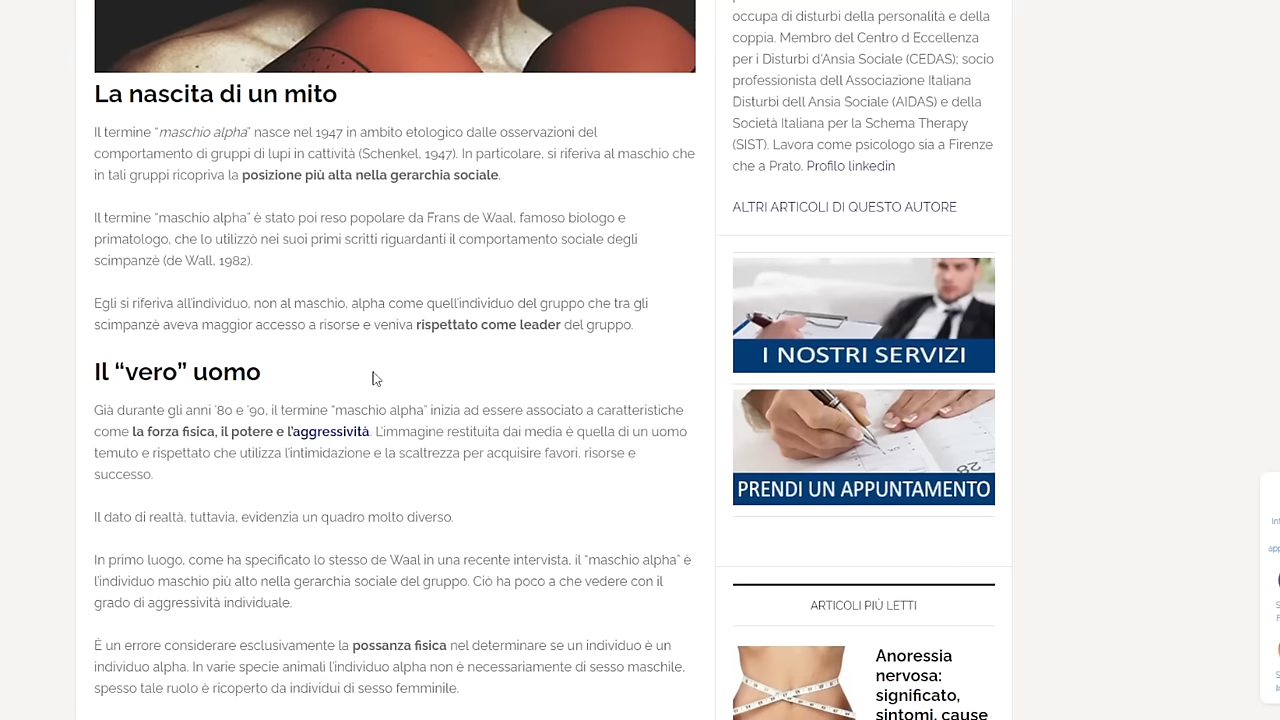 La nascita di un mito
Il termine “maschio alpha” nasce nel 1947 in ambito etologico dalle osservazioni del
comportamento di gruppi di lupi in cattività (Schenkel, 1947). In particolare, si riferiva al maschio che
in tali gruppi ricopriva la posizione più alta nella gerarchia sociale.
Il termine “maschio alpha” è stato poi reso popolare da Frans de Waal, famoso biologo e
primatologo, che lo utilizzò nei suoi primi scritti riguardanti il comportamento sociale degli
scimpanzè (de Wall, 1982).
Egli si riferiva all’individuo, non al maschio, alpha come quell’individuo del gruppo che tra gli
scimpanzè aveva maggior accesso a risorse e veniva rispettato come leader del gruppo.
Il “vero” uomo
Già durante gli anni ’80 e ’90, il termine “maschio alpha” inizia ad essere associato a caratteristiche
come la forza fisica, il potere e l’aggressività. L’immagine restituita dai media è quella di un uomo
temuto e rispettato che utilizza l’intimidazione e la scaltrezza per acquisire favori, risorse e
successo.
Il dato di realtà, tuttavia, evidenzia un quadro molto diverso.
In primo luogo, come ha specificato lo stesso de Waal in una recente intervista, il “maschio alpha” è
l’individuo maschio più alto nella gerarchia sociale del gruppo. Ciò ha poco a che vedere con il
grado di aggressività individuale.
È un errore considerare esclusivamente la possanza fisica nel determinare se un individuo è un
individuo alpha. In varie specie animali l’individuo alpha non è necessariamente di sesso maschile,
spesso tale ruolo è ricoperto da individui di sesso femminile.
occupa di disturbi della personalità e della
coppia. Membro del Centro d Eccellenza
per i Disturbi d’Ansia Sociale (CEDAS); socio
professionista dell Associazione Italiana
Disturbi dell Ansia Sociale (AIDAS) e della
Società Italiana per la Schema Therapy
(SIST). Lavora come psicologo sia a Firenze
che a Prato. Profilo linkedin
ALTRI ARTICOLI DI QUESTO AUTORE
I NOSTRI SERVIZI
28
PRENDI UN APPUNTAMENTO
ARTICOLI PIÙ LETTI
Anoressia
nervosa:
significato,
sintomi, cause